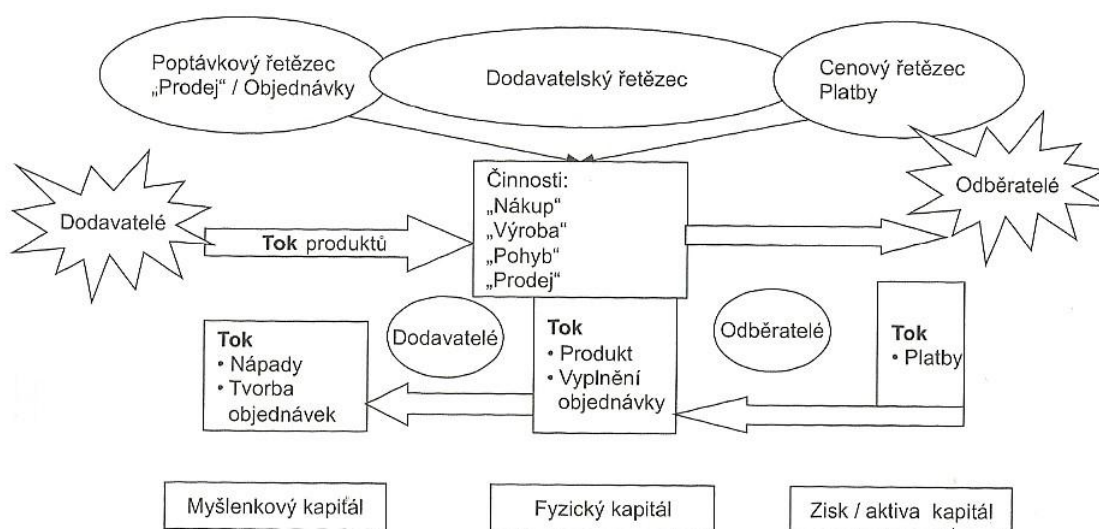 Poptávkový řetězec
„Prodej“ / Objednávky
Dodavatelský řetězec
Cenový řetězec
Platby
Dodavatelé
Tok produktů
Činnosti:
„Nákup“
„Výroba“
„Pohyb“
„Prodej“
Odběratelé
Tok
• Nápady
• Tvorba
objednávek
Dodavatelé
Tok
• Produkt
• Vyplnění
objednávky
Odběratelé
Tok
• Platby
Myšlenkový kapitál
Fyzický kapitál
Zisk / aktiva kapitál